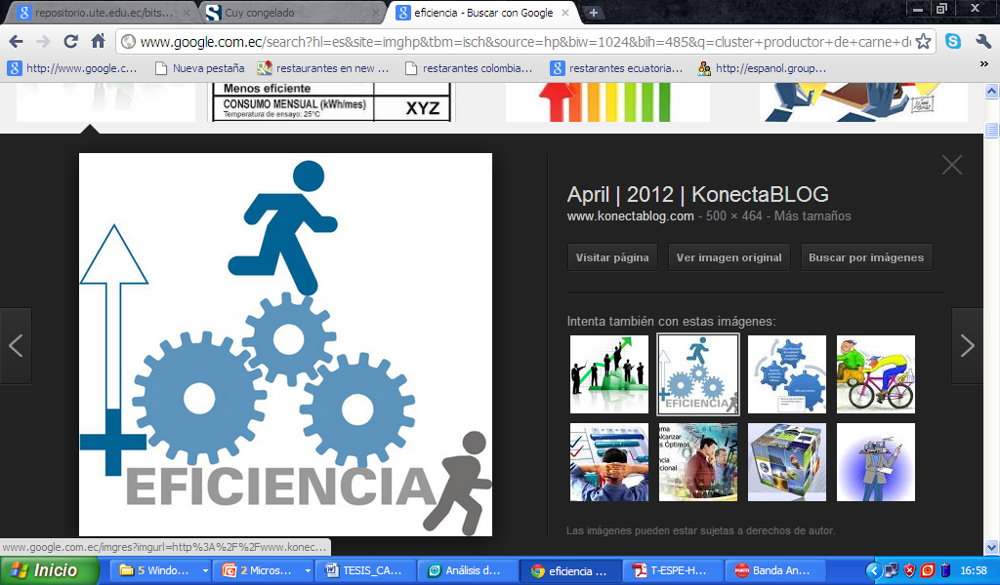 repositorio.ute.edu.ec/bits...
Cuy congelado
eficiencia - Buscar con Google
www.google.com.ec/search?hl=es&site=imghp&tbm=isch&source=hp&biw=1024&bih=485&q=cluster+productor+de+carne+de
http://www.google.c...
Nueva pestaña
restaurantes en new ...
restarantes colombia...
restarantes ecuatoria...
http://espanol.group...
»
Menos eficiente
CONSUMO MENSUAL (kWh/mes)
Temperatura de ensayo: 25°C
XYZ
EFICIENCIA
April | 2012 | KonectaBLOG
www.konectablog.com - 500 × 464 - Más tamaños
Visitar página
Ver imagen original
Buscar por imágenes
Intenta también con estas imágenes:
EFICIENCIA
ma
Alcanzar
os Óptimos
ncia
cional
Las imágenes pueden estar sujetas a derechos de autor.
www.google.com.ec/imgres?imgurl=http%3A%2F%2Fwww.konec...
Inicio
5 Windo...
2 Micros...
TESIS_CA...
Análisis d...
eficiencia ...
T-ESPE-H...
Banda An...
16:58